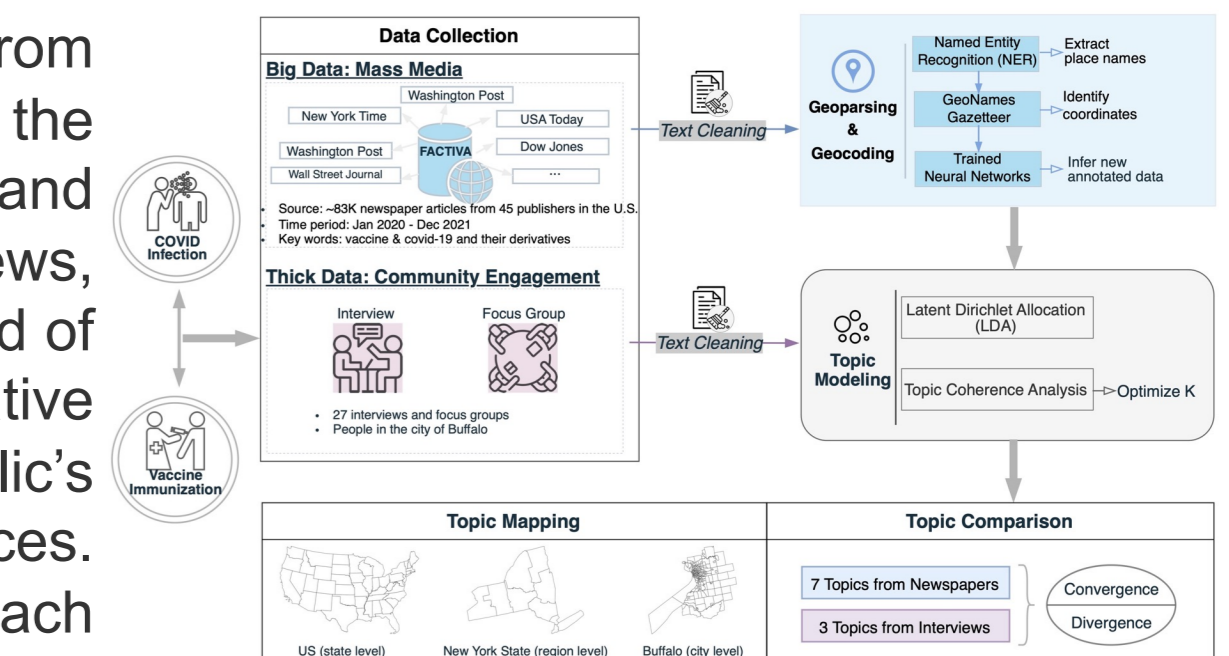 rom
the
and
ews,
d of
tive
lic's
ces.
ach
COVID
Infection
Vaccine
Immunization
Data Collection
Big Data: Mass Media
Washington Post
New York Time
USA Today
Washington Post
FACTIVA
Dow Jones
Wall Street Journal
...
• Source: ~83K newspaper articles from 45 publishers in the U.S.
• Time period: Jan 2020 - Dec 2021
• Key words: vaccine & covid-19 and their derivatives
Thick Data: Community Engagement
Interview
Focus Group
• 27 interviews and focus groups
• People in the city of Buffalo
Text Cleaning
Text Cleaning
Geoparsing
&
Geocoding
Named Entity
Recognition (NER)
Extract
place names
GeoNames
Gazetteer
Identify
coordinates
Trained
Neural Networks
Infer new
annotated data
Topic
Modeling
Latent Dirichlet Allocation
(LDA)
Topic Coherence Analysis
Optimize K
Topic Mapping
US (state level)
New York State (region level)
Buffalo (city level)
Topic Comparison
7 Topics from Newspapers
3 Topics from Interviews
Convergence
Divergence